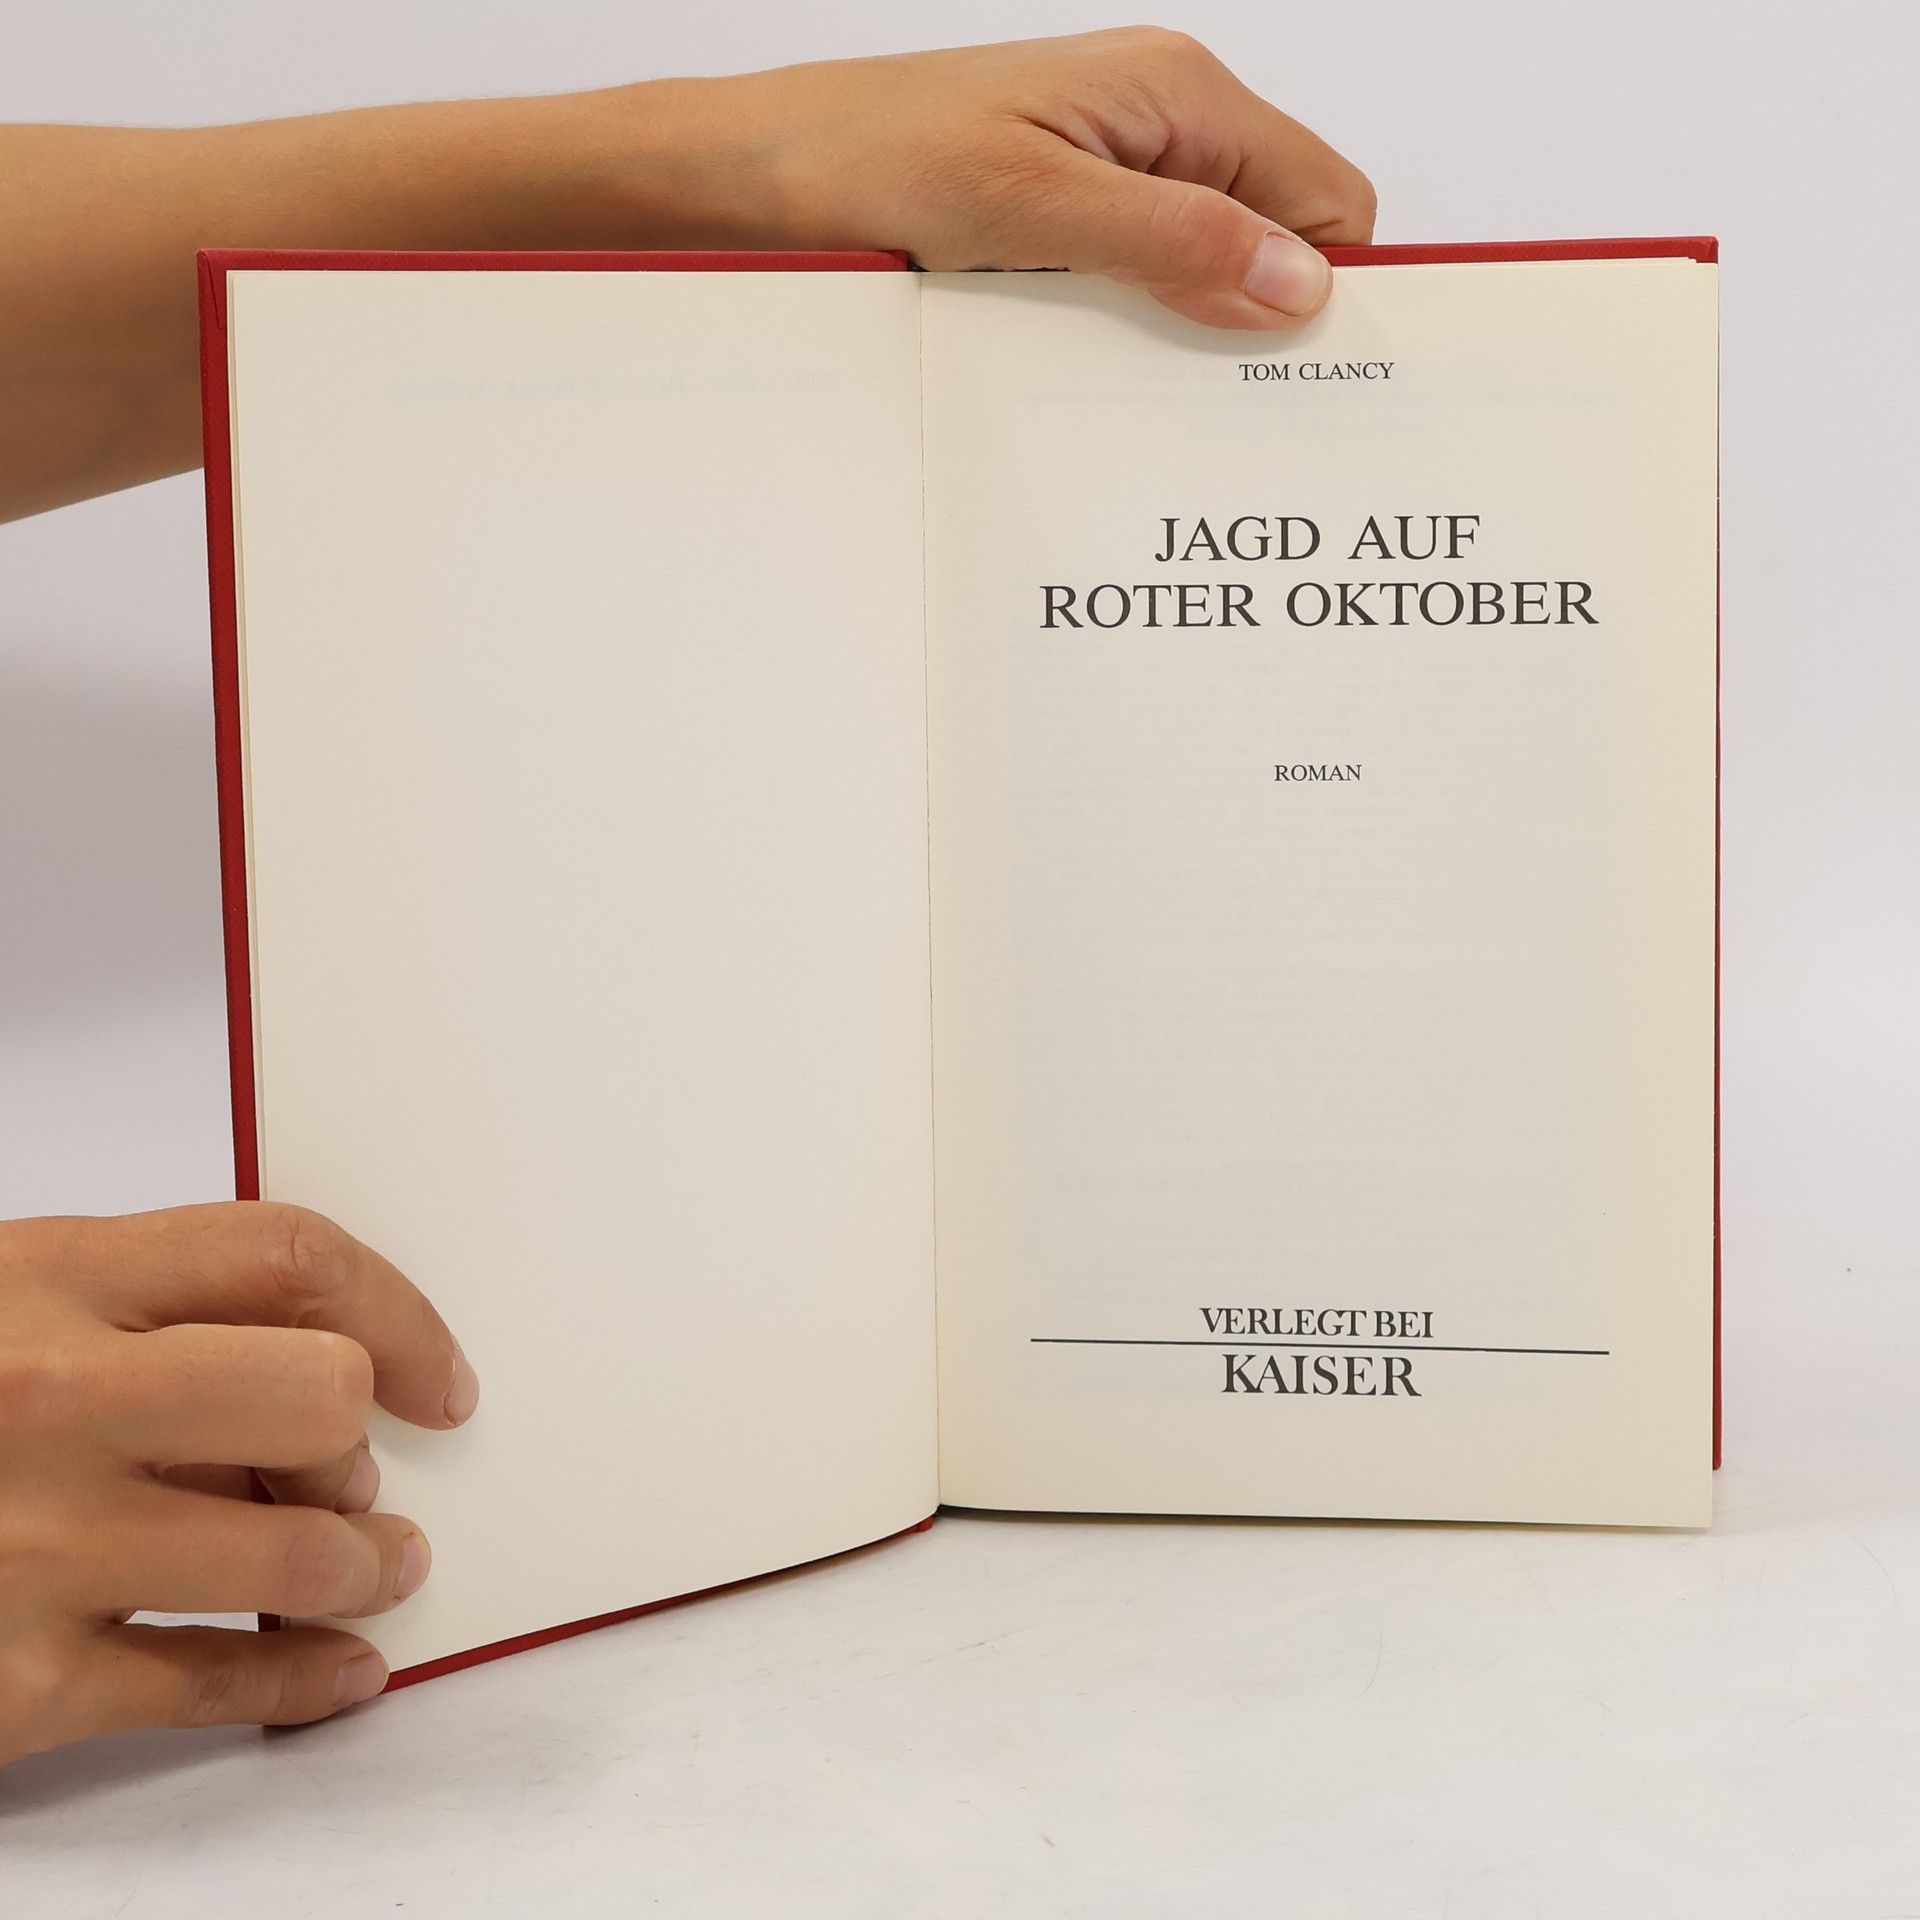 TOM CLANCY
JAGD AUF
ROTER OKTOBER
ROMAN
VERLEGT BEI
KAISER